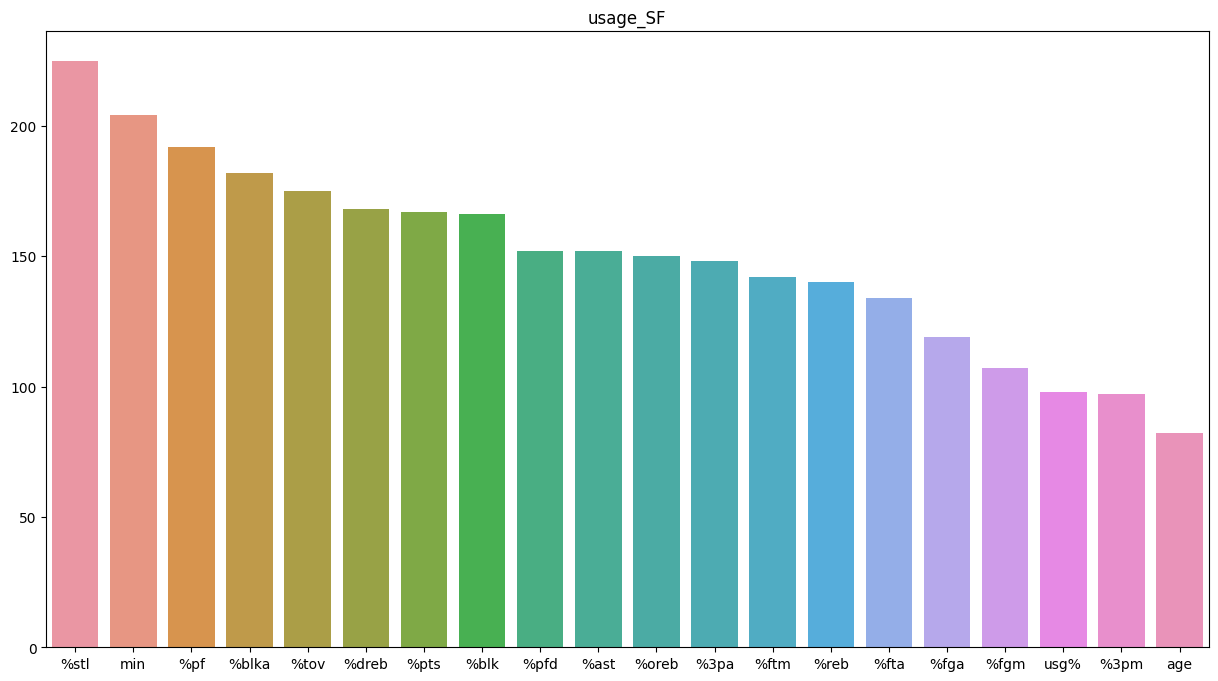 usage_SF
200
150
100
50
0
%stl min %pf %blka %tov %dreb %pts %blk %pfd %ast %oreb %3pa %ftm %reb %fta %fga %fgm usg% %3pm age